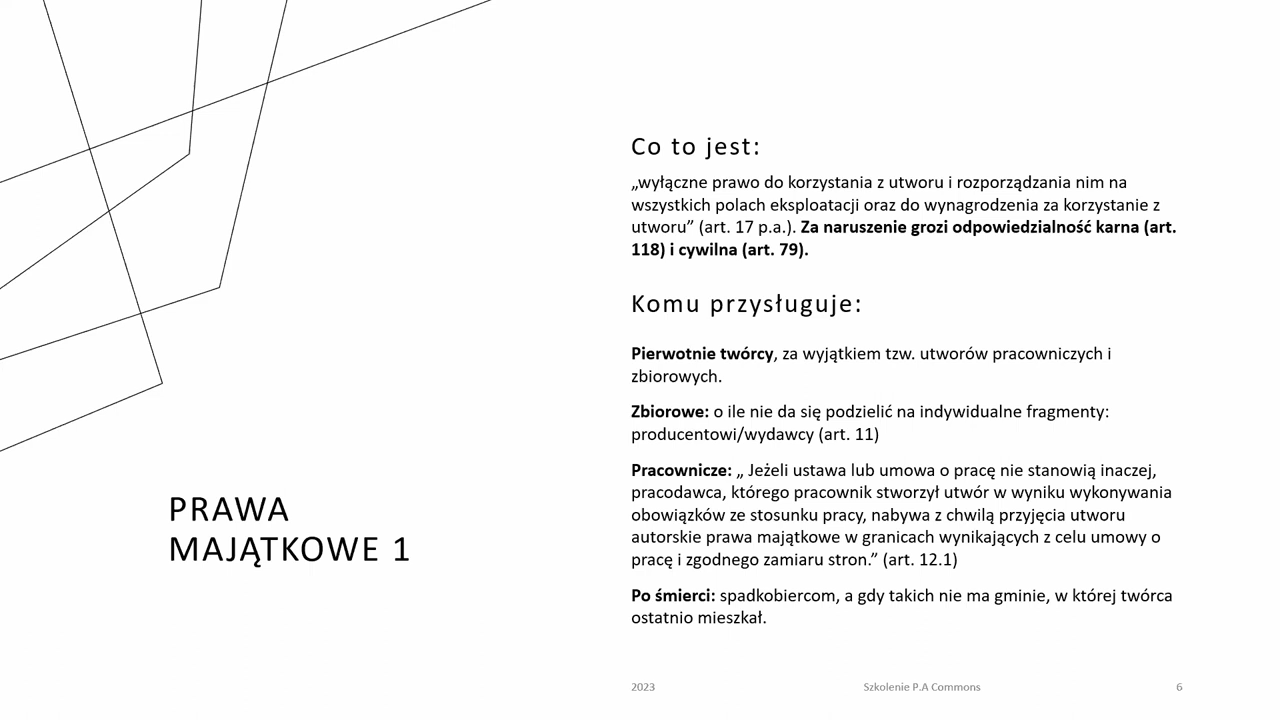 PRAWA
MAJĄTKOWE 1
Co to jest:
„wyłączne prawo do korzystania z utworu i rozporządzania nim na
wszystkich polach eksploatacji oraz do wynagrodzenia za korzystanie z
utworu” (art. 17 p.a.). Za naruszenie grozi odpowiedzialność karna (art.
118) i cywilna (art. 79).
Komu przysługuje:
Pierwotnie twórcy, za wyjątkiem tzw. utworów pracowniczych i
zbiorowych.
Zbiorowe: o ile nie da się podzielić na indywidualne fragmenty:
producentowi/wydawcy (art. 11)
Pracownicze: „ Jeżeli ustawa lub umowa o pracę nie stanowią inaczej,
pracodawca, którego pracownik stworzył utwór w wyniku wykonywania
obowiązków ze stosunku pracy, nabywa z chwilą przyjęcia utworu
autorskie prawa majątkowe w granicach wynikających z celu umowy o
pracę i zgodnego zamiaru stron.” (art. 12.1)
Po śmierci: spadkobiercom, a gdy takich nie ma gminie, w której twórca
ostatnio mieszkał.
2023
Szkolenie P.A Commons
6